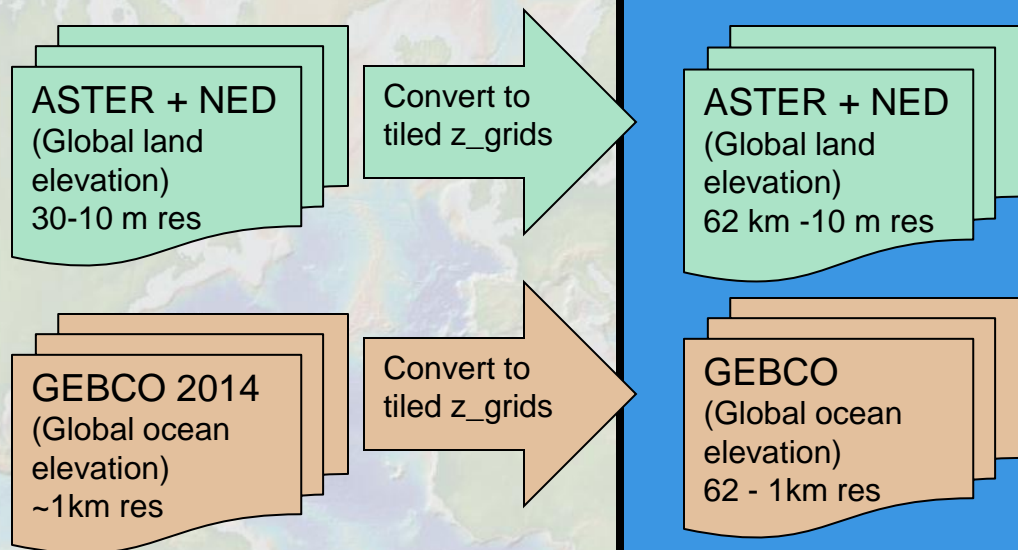 ASTER + NED
(Global land
elevation)
30-10 m res
Convert to
tiled z_grids
ASTER + NED
(Global land
elevation)
62 km -10 m res
GEBCO 2014
(Global ocean
elevation)
~1km res
Convert to
tiled z_grids
GEBCO
(Global ocean
elevation)
62 - 1km res